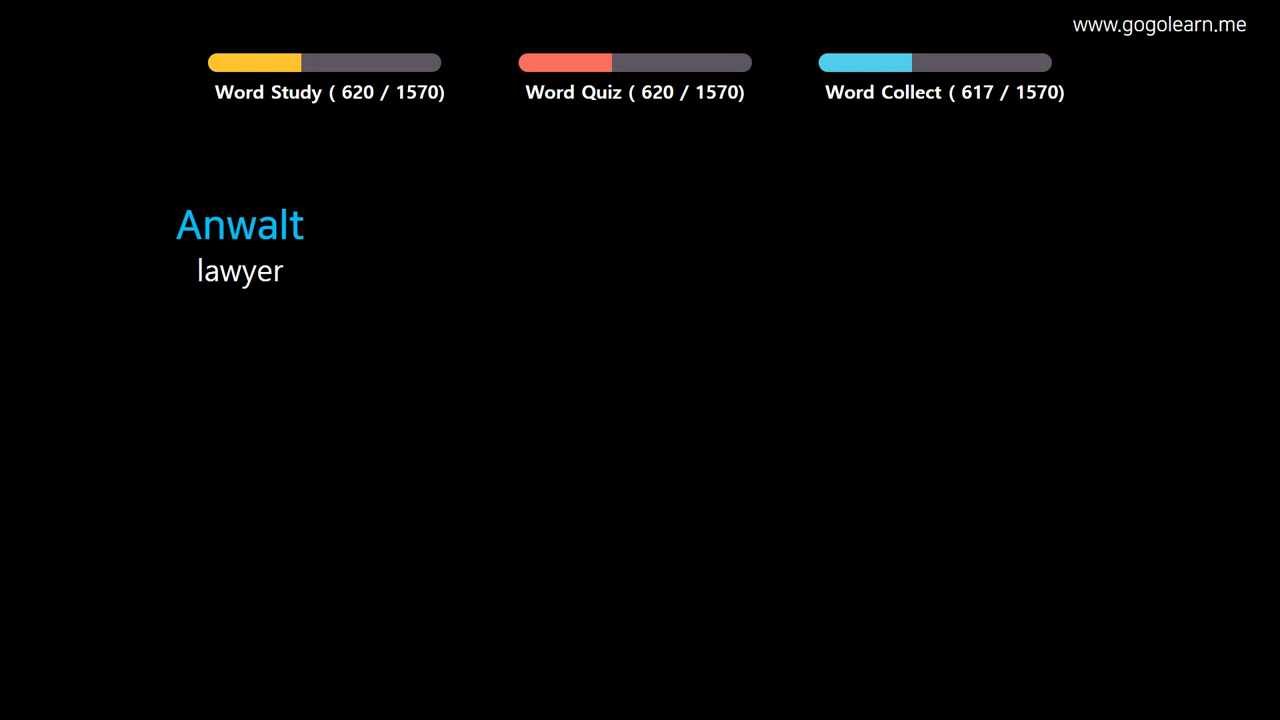 www.gogolearn.me
Word Study ( 620 / 1570)
Word Quiz ( 620 / 1570)
Word Collect ( 617 / 1570)
Anwalt
lawyer